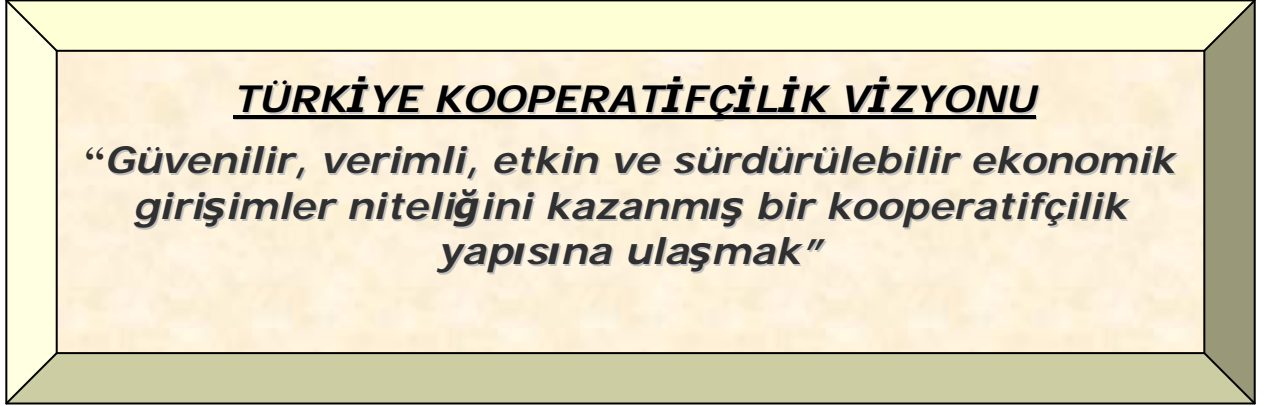 TÜRKİYE KOOPERATİFÇİLİK VİZYONU
“Güvenilir, verimli, etkin ve sürdürülebilir ekonomik
girişimler niteliğini kazanmış bir kooperatifçilik
yapısına ulaşmak”